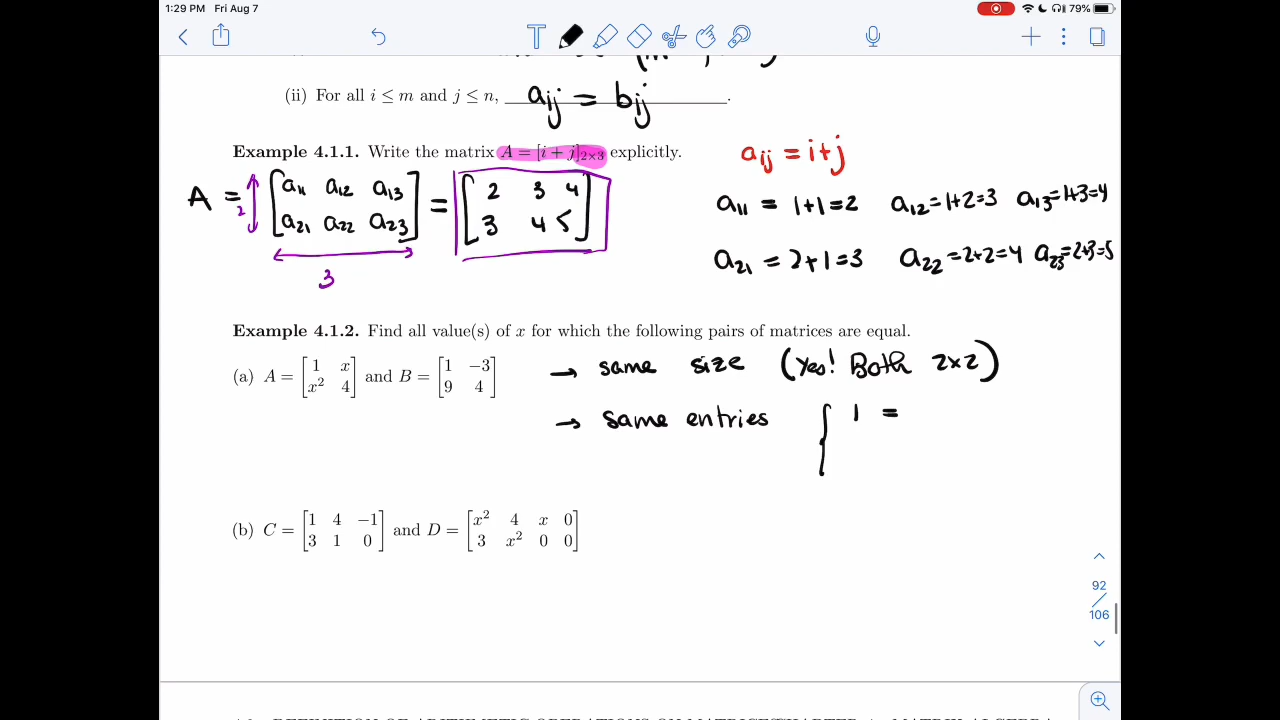 1:29 PM Fri Aug 7
79%
T
(ii) For all i ≤ m and j ≤ n, aij = bij.
Example 4.1.1. Write the matrix A = [i + j]2×3 explicitly.
aij = i+j
A = 2 [a11 a12 a13 = [2 3 4
a21 a22 a23] 3 4 5]
3
a11 = 1+1=2 a12=1+2=3 a13=1+3=4
a21 = 2+1=3 a22=2+2=4 a23=2+3=5
Example 4.1.2. Find all value(s) of x for which the following pairs of matrices are equal.
(a) A = [1 x; x² 4] and B = [1 −3; 9 4]
→ same size (Yes! Both 2x2)
→ same entries { 1 =
(b) C = [1 4 −1; 3 1 0] and D = [x² 4 x 0; 3 x² 0 0]
92
106